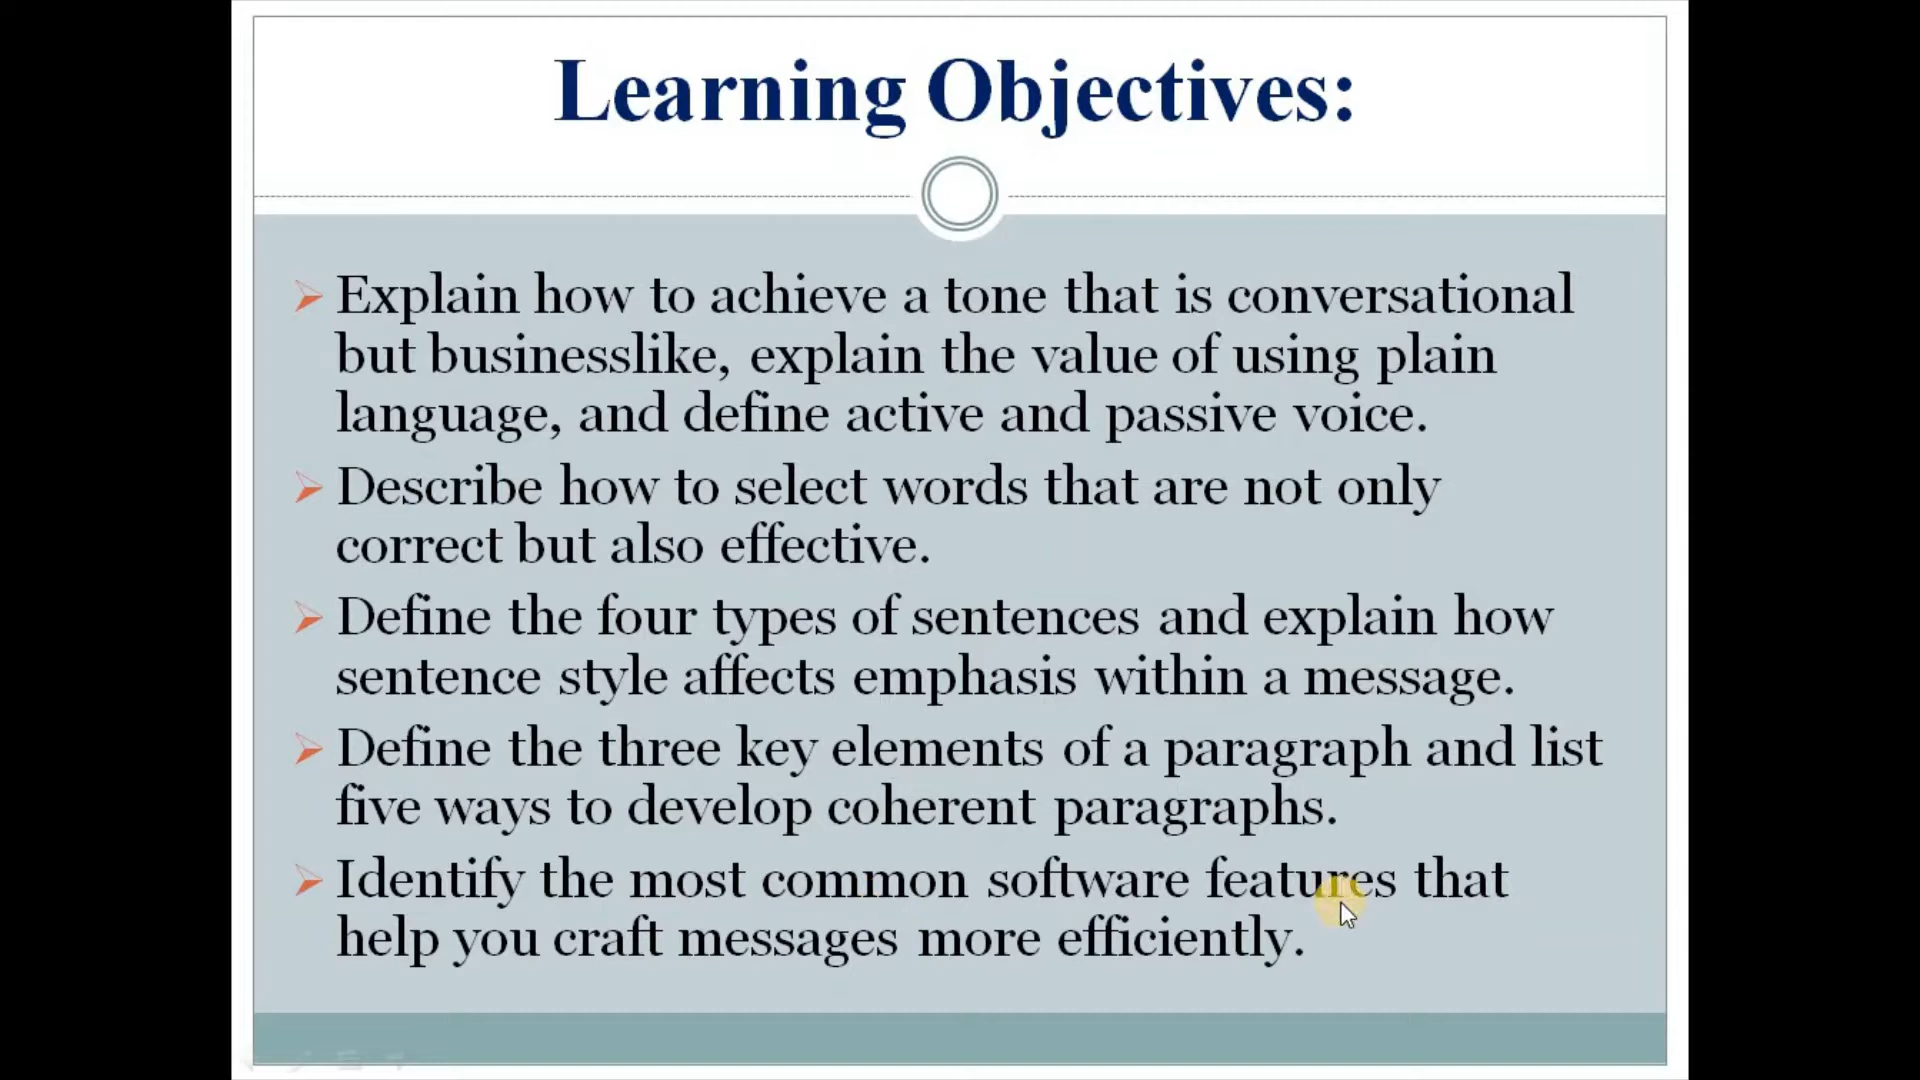 Learning Objectives:
Explain how to achieve a tone that is conversational
but businesslike, explain the value of using plain
language, and define active and passive voice.
Describe how to select words that are not only
correct but also effective.
Define the four types of sentences and explain how
sentence style affects emphasis within a message.
Define the three key elements of a paragraph and list
five ways to develop coherent paragraphs.
Identify the most common software features that
help you craft messages more efficiently.